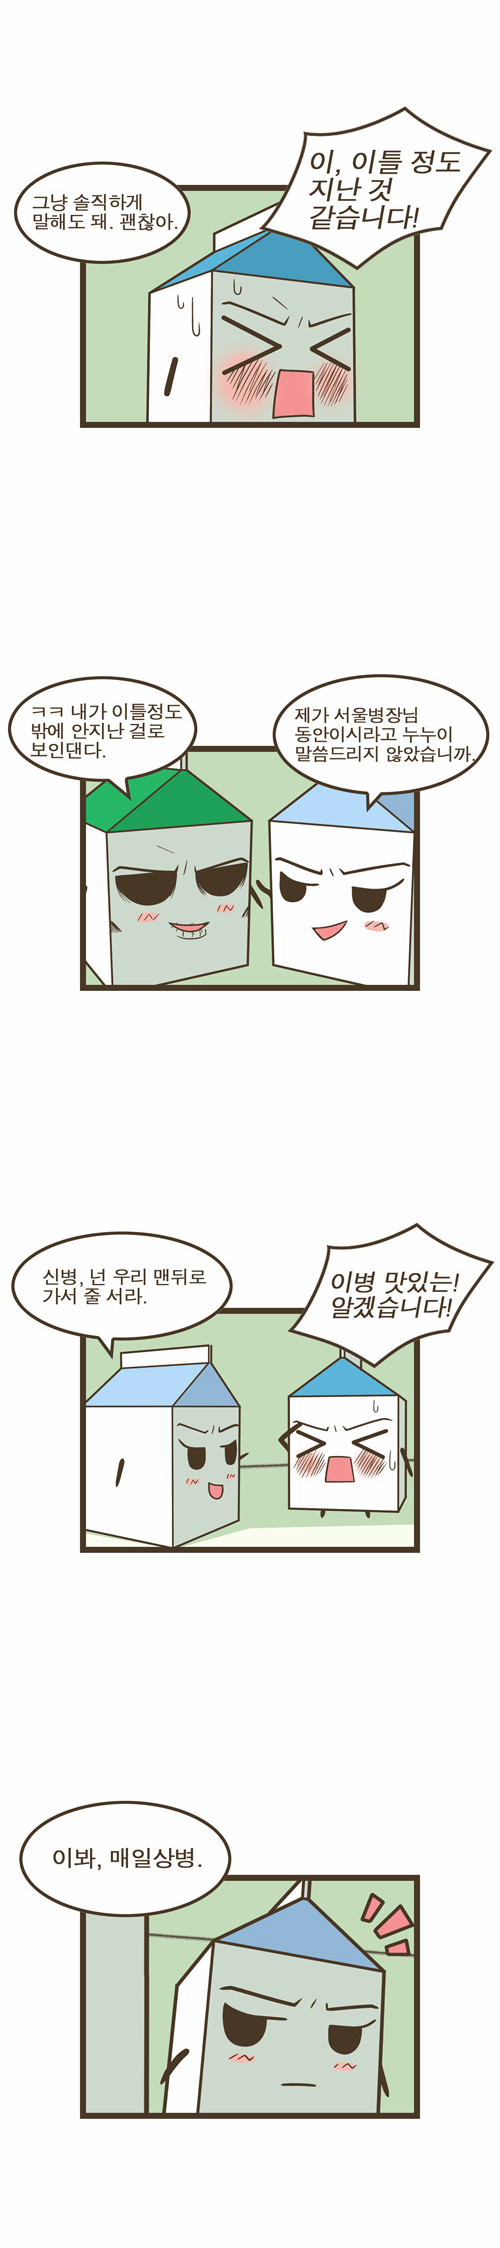 그냥 솔직하게
말해도 돼. 괜찮아.
이, 이틀 정도
지난 것
같습니다!
ㅋㅋ 내가 이틀정도
밖에 안지난 걸로
보인댄다.
제가 서울병장님
동안이시라고 누누이
말씀드리지 않았습니까.
신병, 넌 우리 맨뒤로
가서 줄 서라.
이병 맛있는!
알겠습니다!
이봐, 매일상병.